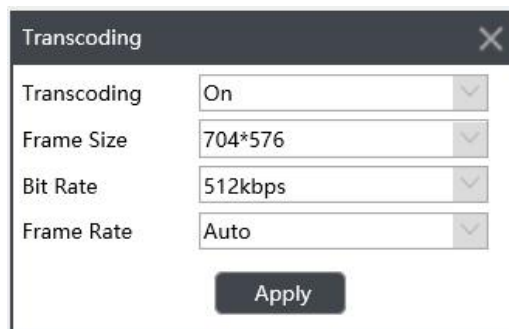 Transcoding
Transcoding On
Frame Size 704*576
Bit Rate 512kbps
Frame Rate Auto
Apply